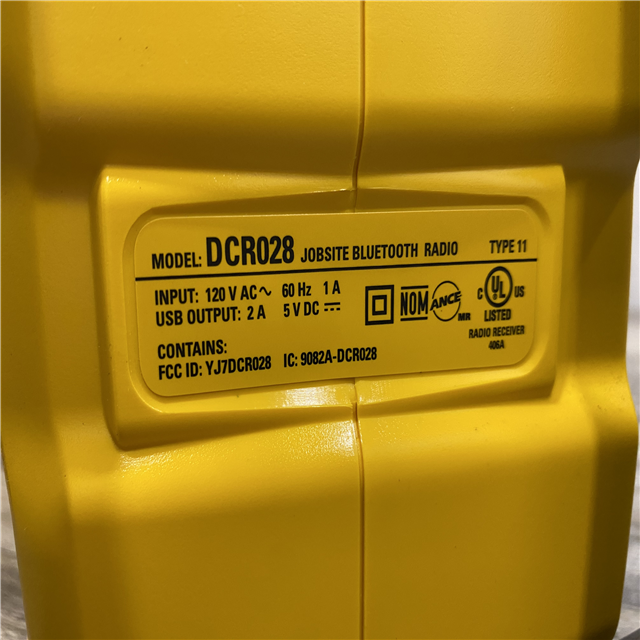 MODEL: DCR028 JOBSITE BLUETOOTH RADIO TYPE 11
INPUT: 120 V AC~ 60 Hz 1 A
USB OUTPUT: 2 A 5 V DC ⎓
NOM ANCE MR
C UL US
LISTED
RADIO RECEIVER
406A
CONTAINS:
FCC ID: YJ7DCR028 IC: 9082A-DCR028